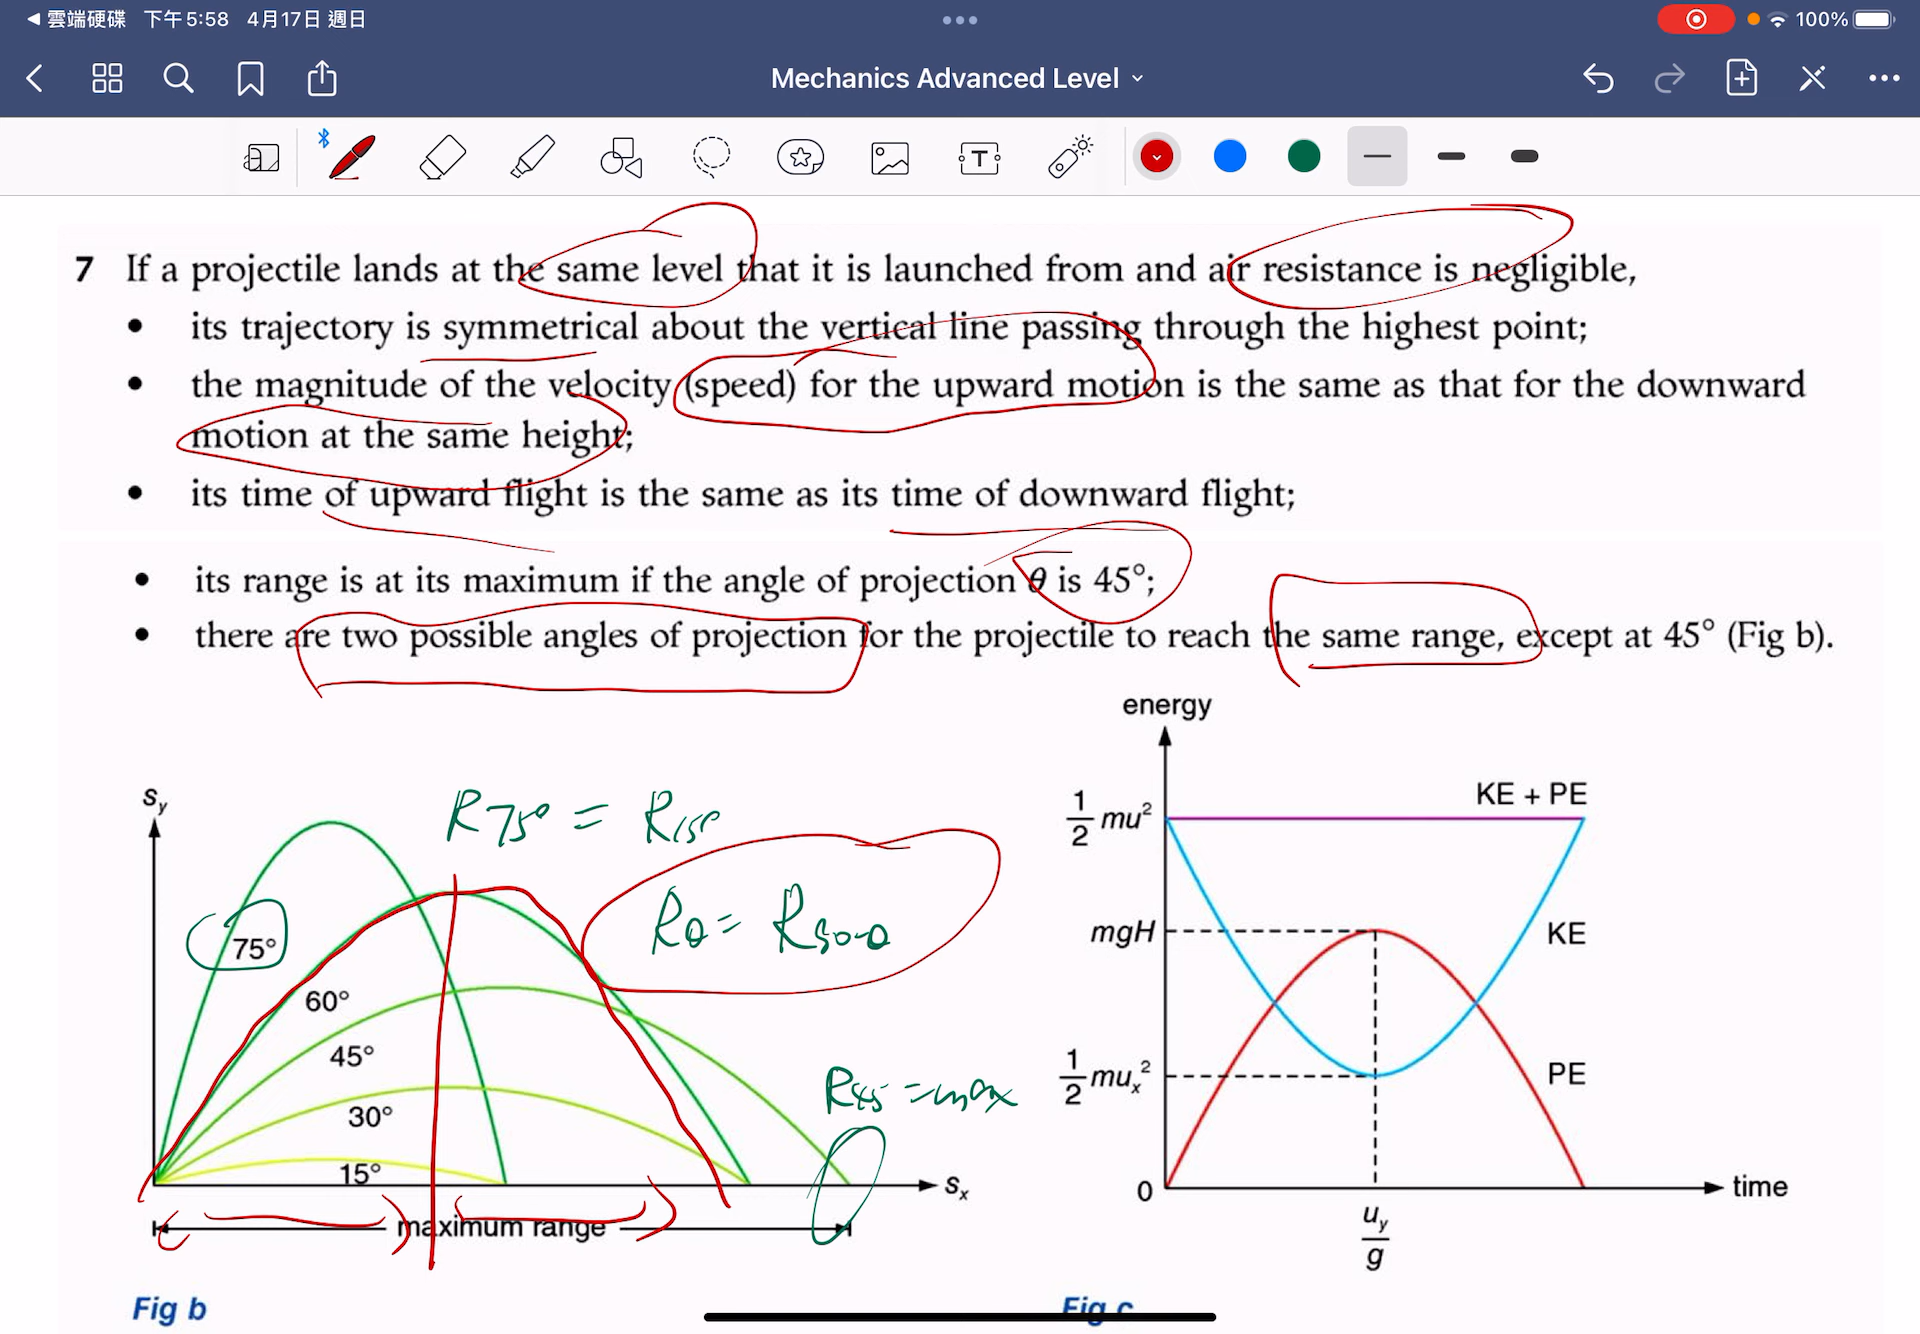 雲端硬碟 下午5:58 4月17日 週日
100%
Mechanics Advanced Level
7 If a projectile lands at the same level that it is launched from and air resistance is negligible,
• its trajectory is symmetrical about the vertical line passing through the highest point;
• the magnitude of the velocity (speed) for the upward motion is the same as that for the downward
motion at the same height;
• its time of upward flight is the same as its time of downward flight;
• its range is at its maximum if the angle of projection θ is 45°;
• there are two possible angles of projection for the projectile to reach the same range, except at 45° (Fig b).
s_y
R75° = R15°
Rθ =
75°
60°
45°
30°
15°
R45 = max
s_x
maximum range
Fig b
energy
KE + PE
1/2 mu²
mgH
KE
1/2 mu_x²
PE
0
time
u_y/g
Fig c